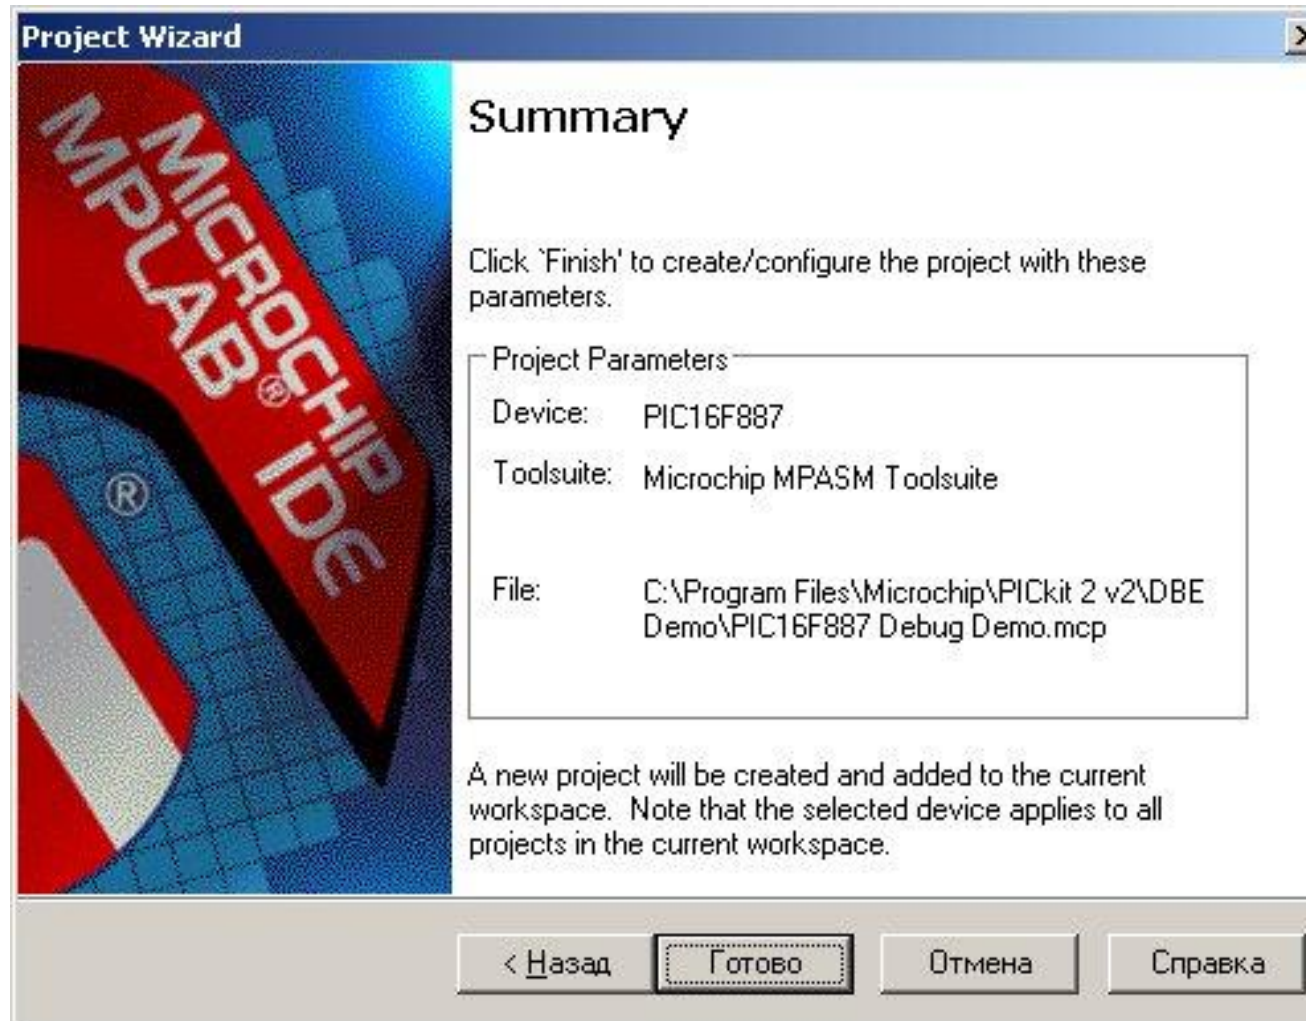 Project Wizard
MICROCHIP
MPLAB® IDE
®
Summary
Click `Finish' to create/configure the project with these
parameters.
Project Parameters
Device: PIC16F887
Toolsuite: Microchip MPASM Toolsuite
File: C:\Program Files\Microchip\PICkit 2 v2\DBE
Demo\PIC16F887 Debug Demo.mcp
A new project will be created and added to the current
workspace.  Note that the selected device applies to all
projects in the current workspace.
< Назад Готово Отмена Справка